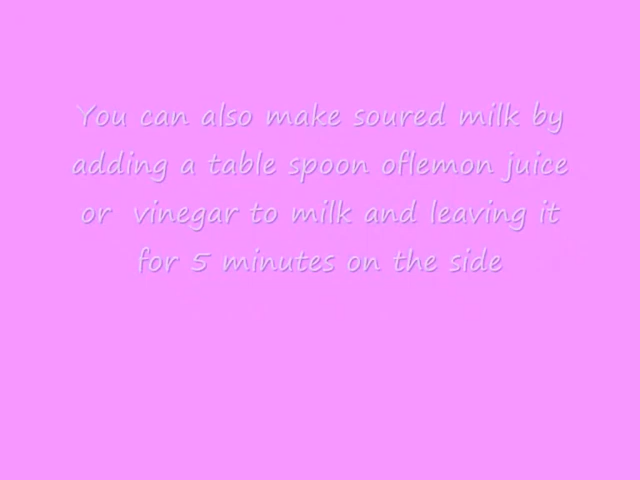 You can also make soured milk by
adding a table spoon oflemon juice
or  vinegar to milk and leaving it
for 5 minutes on the side